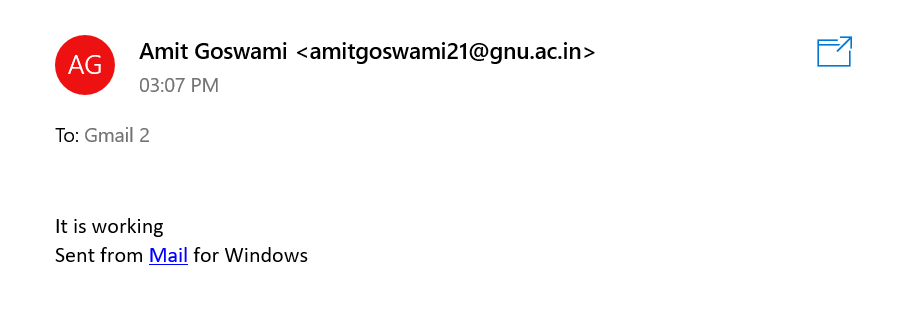 AG
Amit Goswami <amitgoswami21@gnu.ac.in>
03:07 PM
To: Gmail 2
It is working
Sent from Mail for Windows